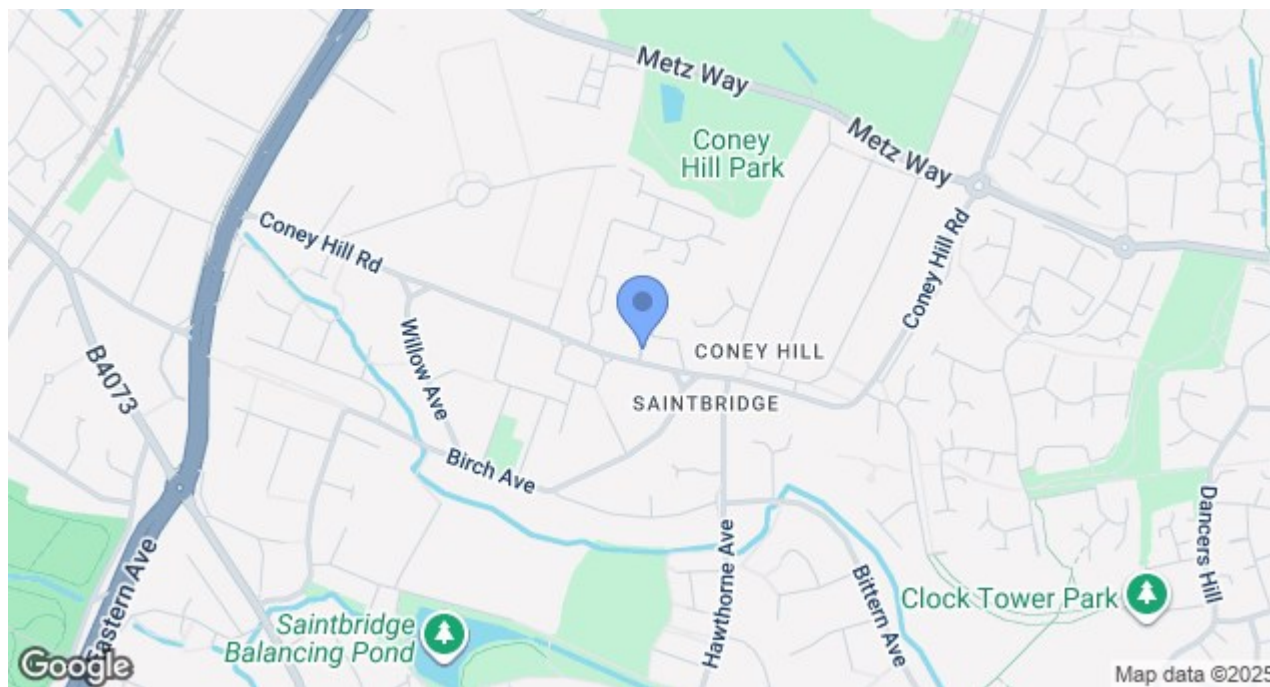 Metz Way
Coney
Hill Park
Metz Way
Coney Hill Rd
Coney Hill Rd
Willow Ave
CONEY HILL
B4073
SAINTBRIDGE
Birch Ave
Dancers Hill
Hawthorne Ave
Eastern Ave
Bittern Ave
Clock Tower Park
Saintbridge
Balancing Pond
Google
Map data ©2025